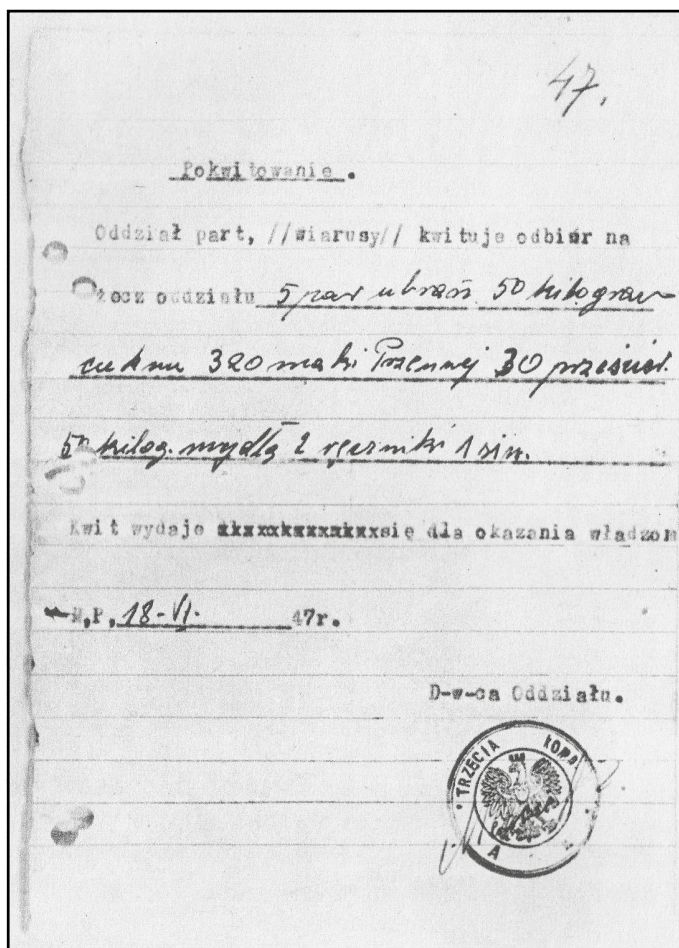 47.
Pokwitowanie.
Oddział part, //wiarusy// kwituje odbiór na
rzecz oddziału 5 par ubrań 50 kilogram
cukru 320 mąki Przennej 30 prześcier.
50 kilog. mydła 2 ręczniki 1
Kwit wydaje się dla okazania władzom
M,P, 18-VI- 47r.
D-w-ca Oddziału.
TRZECIA KOMP
A